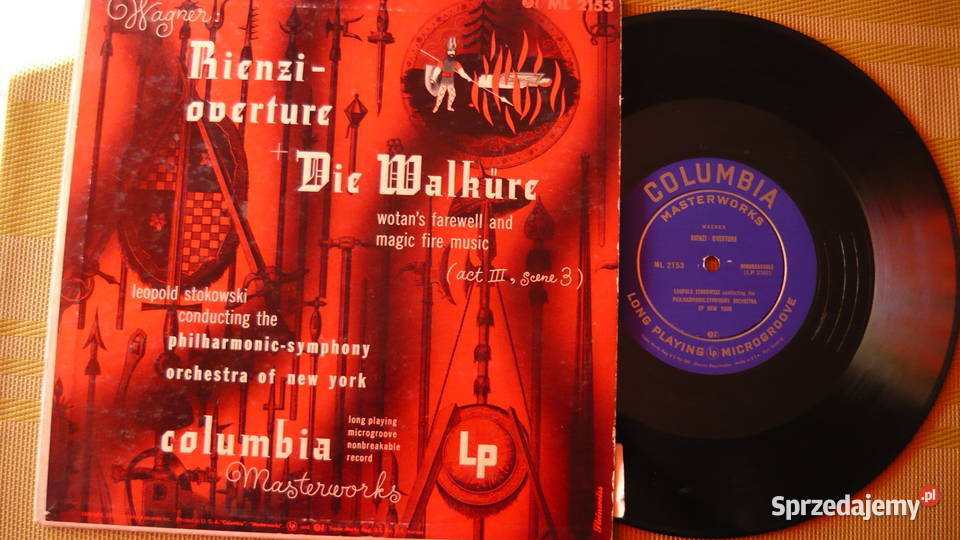 Wagner:
ML 2153
Rienzi-
overture
+ Die Walküre
wotan's farewell and
magic fire music
(act III, scene 3)
leopold stokowski
conducting the
philharmonic-symphony
orchestra of new york
columbia
long playing
microgroove
nonbreakable
record
Masterworks
LP
COLUMBIA
MASTERWORKS
WAGNER
RIENZI - OVERTURE
ML 2153
NONBREAKABLE
LEOPOLD STOKOWSKI conducting the
PHILHARMONIC-SYMPHONY ORCHESTRA
OF NEW YORK
LONG PLAYING LP MICROGROOVE
Sprzedajemy.pl